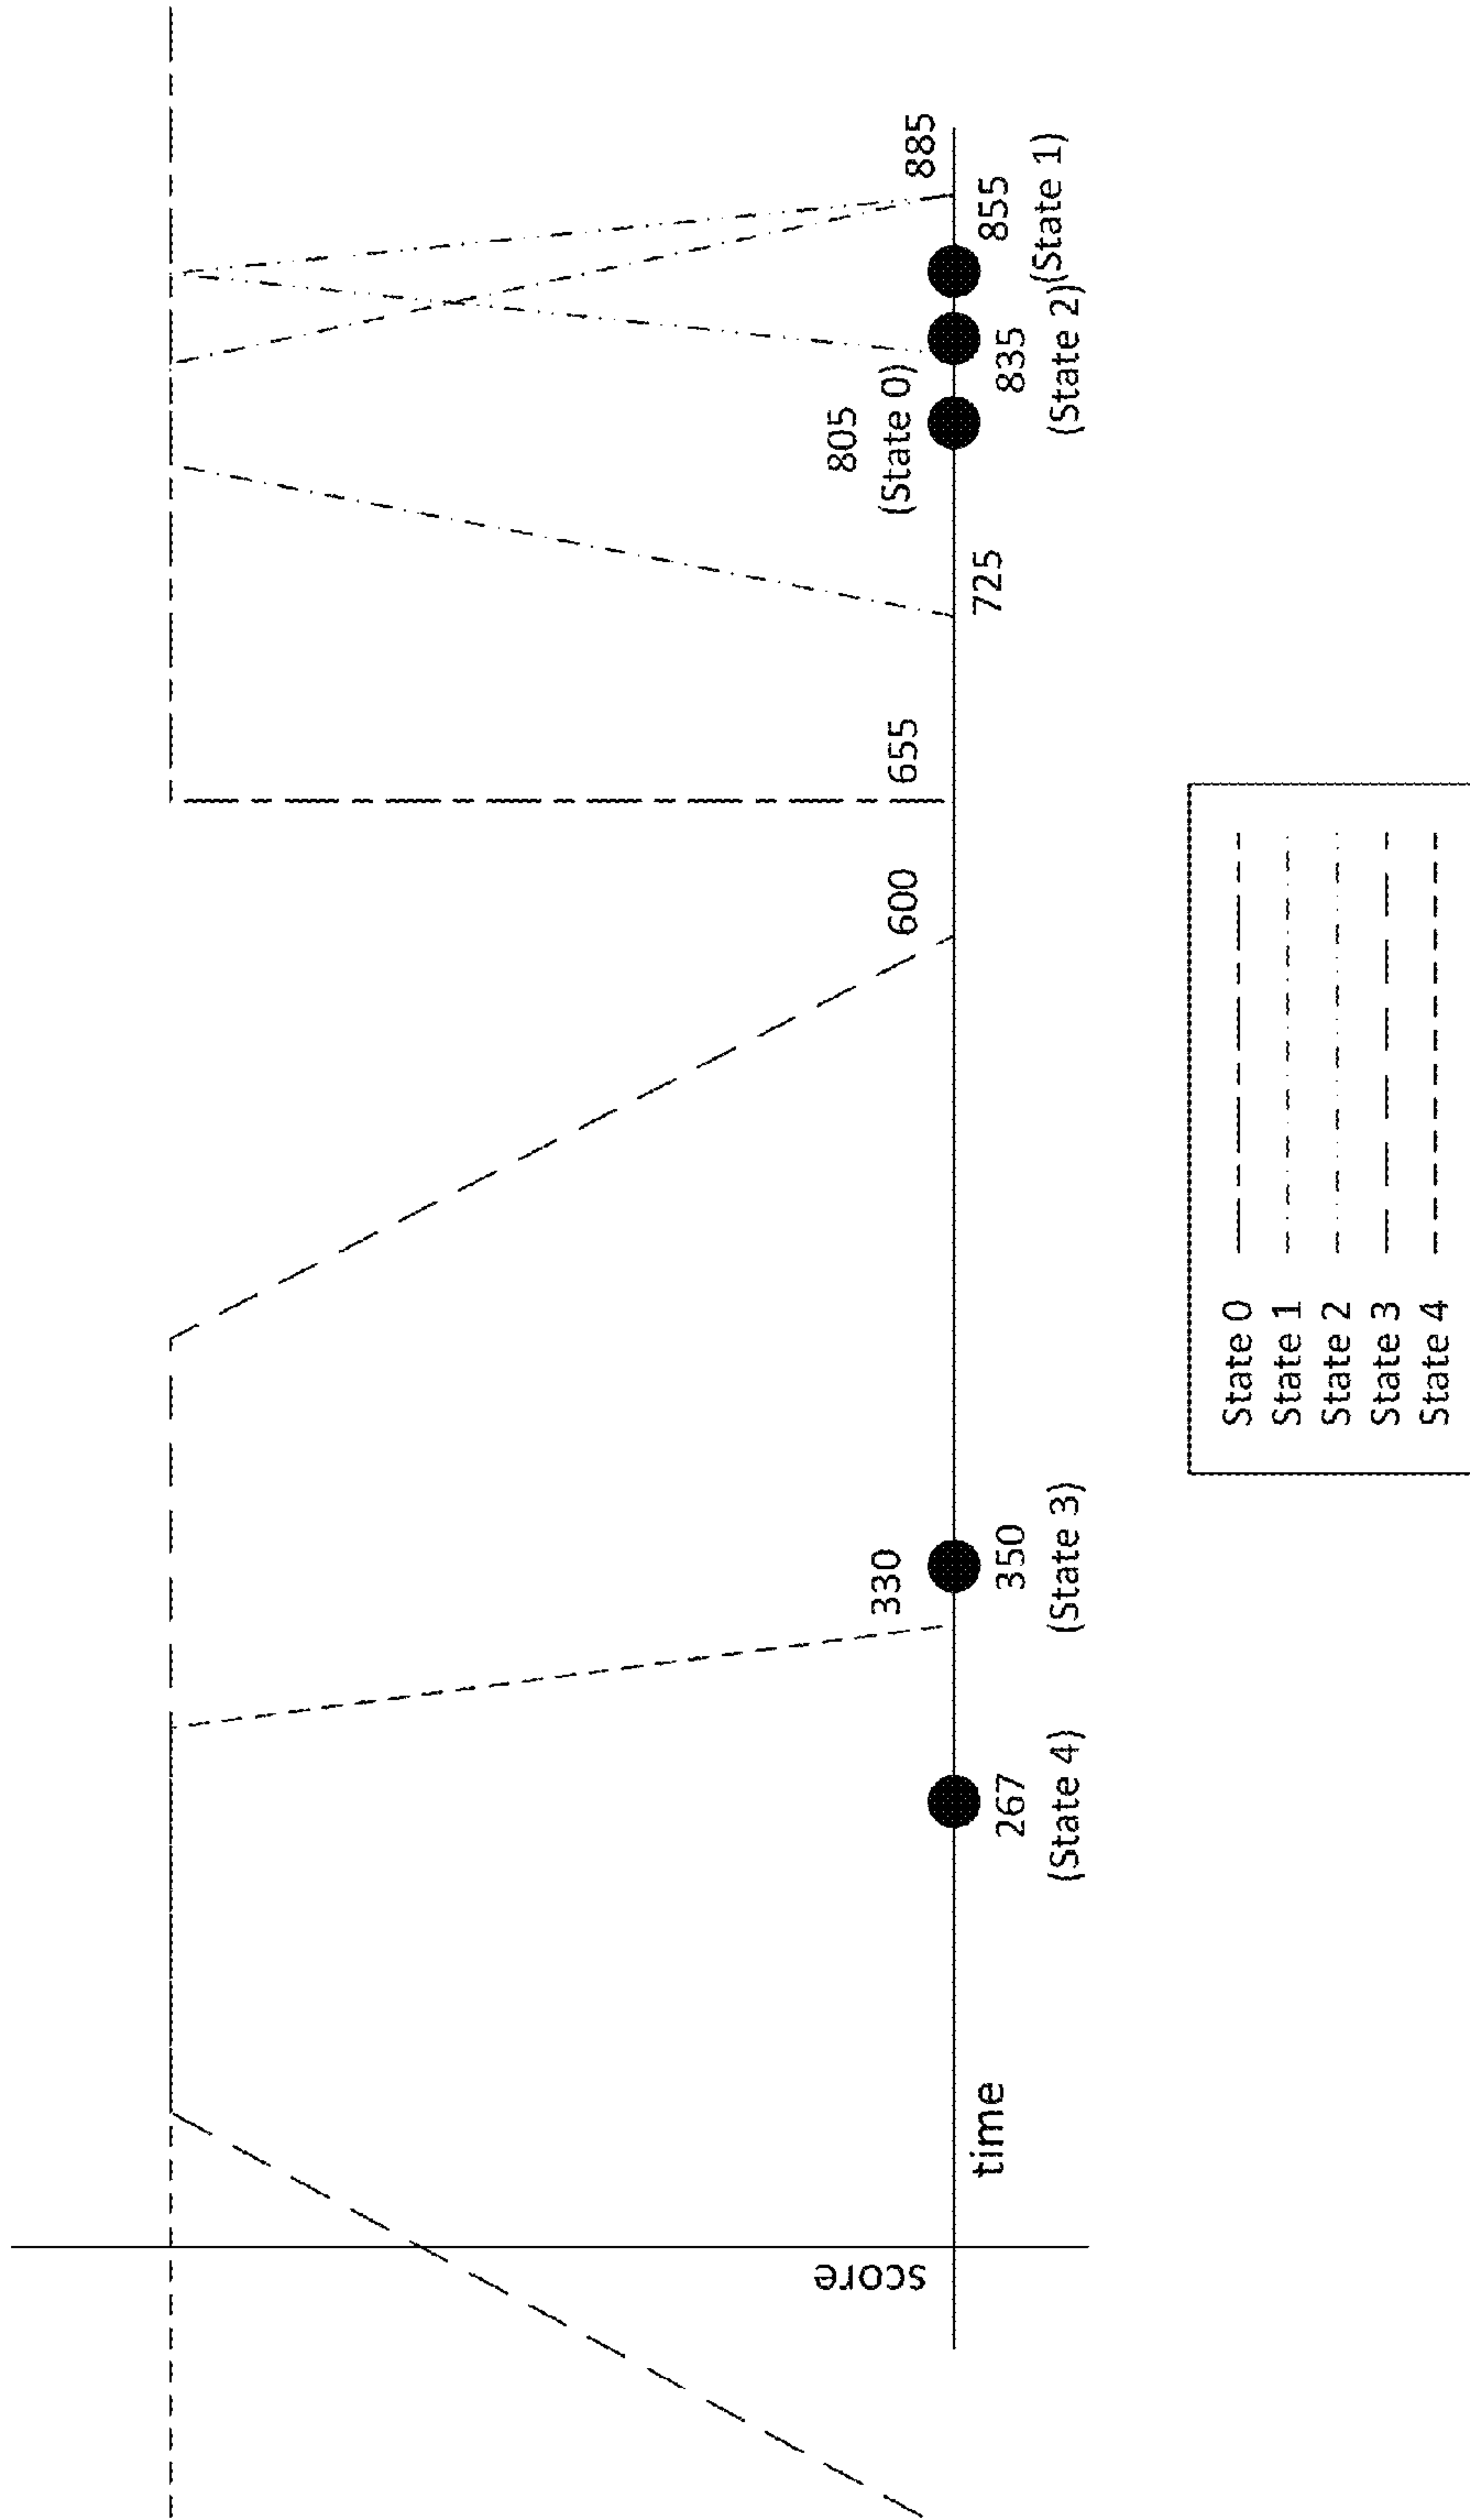 score
time
267
(State 4)
330
350
(State 3)
600
655
725
805
(State 0)
835
(State 2)
855
(State 1)
885
State 0
State 1
State 2
State 3
State 4